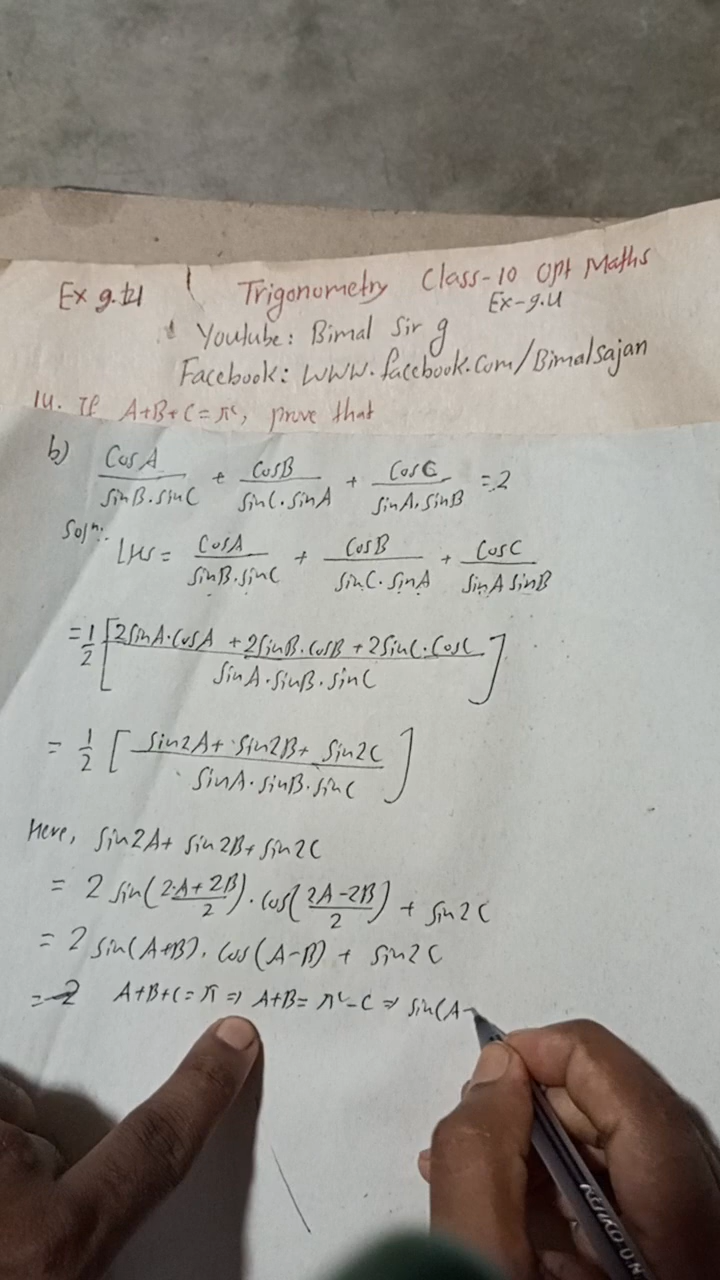 Ex 9.4 Trigonometry Class-10 Opt Maths
Ex-9.4
Youtube: Bimal Sir g
Facebook: www.facebook.com/Bimalsajan
14. If A+B+C=π^c, prove that
b) CosA/SinB.SinC + CosB/SinC.SinA + CosC/SinA.SinB = 2
Solⁿ:
LHS = CosA/SinB.SinC + CosB/SinC.SinA + CosC/SinA SinB
= 1/2 [2SinA.CosA + 2SinB.CosB + 2SinC.CosC / SinA.SinB.SinC]
= 1/2 [Sin2A + Sin2B + Sin2C / SinA.SinB.SinC]
Here, Sin2A + Sin2B + Sin2C
= 2 Sin(2A+2B/2).Cos(2A-2B/2) + Sin2C
= 2 Sin(A+B).Cos(A-B) + Sin2C
= 2 A+B+C=π ⇒ A+B=π^c-C ⇒ Sin(A
KENKO-ON